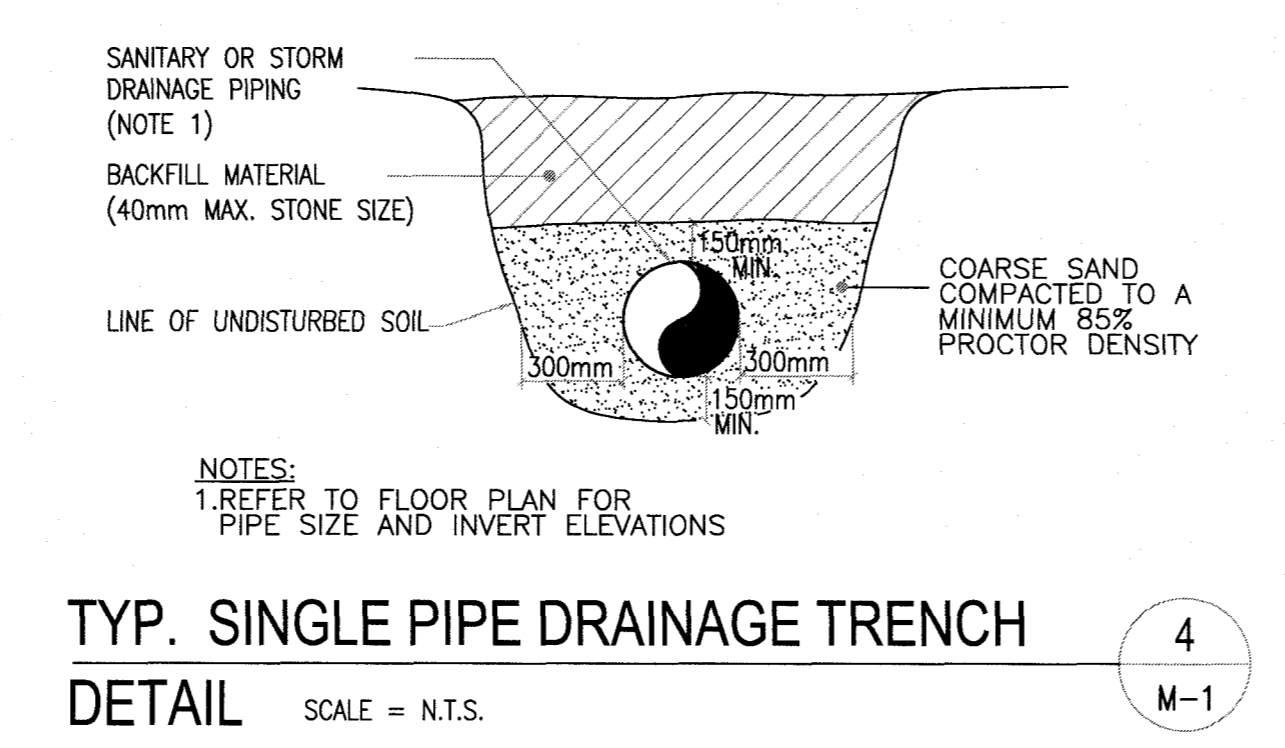 SANITARY OR STORM
DRAINAGE PIPING
(NOTE 1)
BACKFILL MATERIAL
(40mm MAX. STONE SIZE)
LINE OF UNDISTURBED SOIL
150mm
MIN.
300mm
300mm
150mm
MIN.
COARSE SAND
COMPACTED TO A
MINIMUM 85%
PROCTOR DENSITY
NOTES:
1.REFER TO FLOOR PLAN FOR
PIPE SIZE AND INVERT ELEVATIONS
TYP. SINGLE PIPE DRAINAGE TRENCH
DETAIL SCALE = N.T.S.
4
M-1